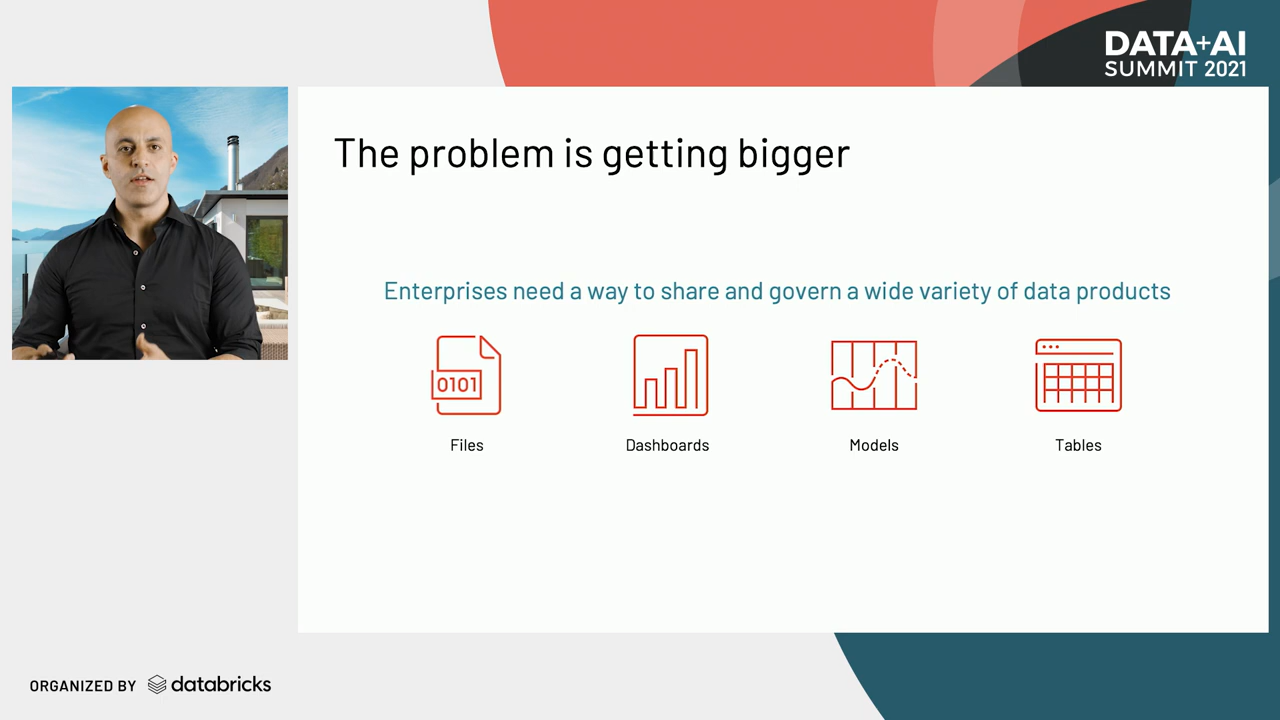 DATA+AI
SUMMIT 2021
The problem is getting bigger
Enterprises need a way to share and govern a wide variety of data products
0101
Files
Dashboards
Models
Tables
ORGANIZED BY databricks